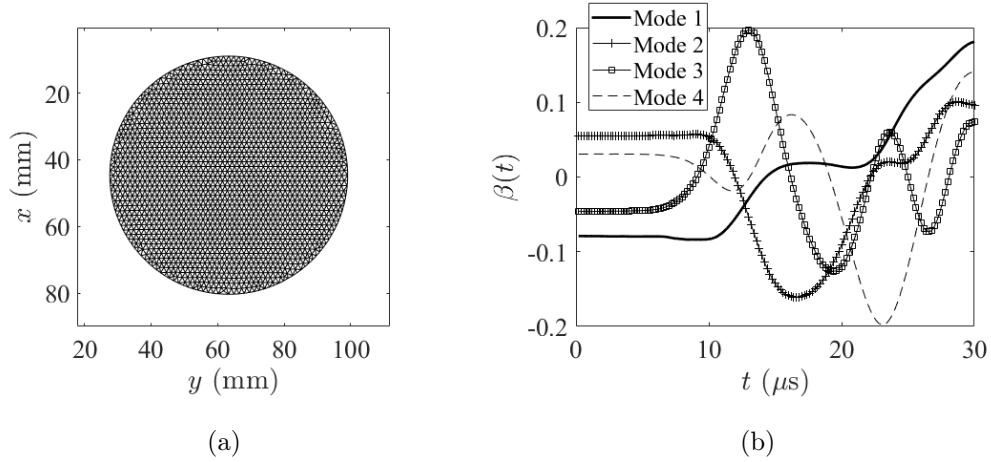 20
40
60
80
x (mm)
20 40 60 80 100
y (mm)
(a)
Mode 1
Mode 2
Mode 3
Mode 4
0.2
0.1
0
-0.1
-0.2
β(t)
0 10 20 30
t (μs)
(b)